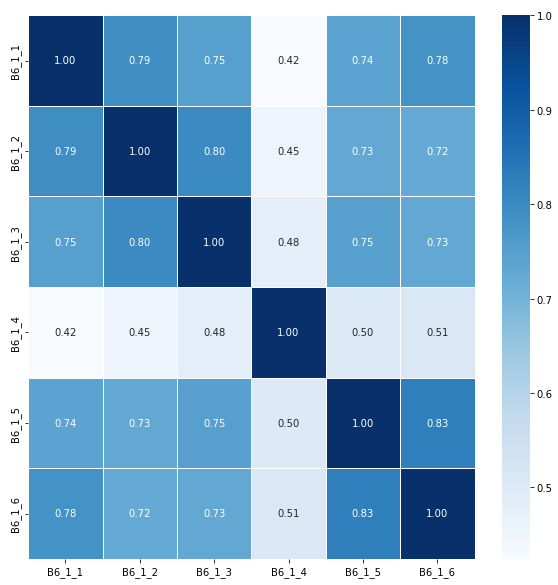 B6_1_1 1.00 0.79 0.75 0.42 0.74 0.78
B6_1_2 0.79 1.00 0.80 0.45 0.73 0.72
B6_1_3 0.75 0.80 1.00 0.48 0.75 0.73
B6_1_4 0.42 0.45 0.48 1.00 0.50 0.51
B6_1_5 0.74 0.73 0.75 0.50 1.00 0.83
B6_1_6 0.78 0.72 0.73 0.51 0.83 1.00
B6_1_1 B6_1_2 B6_1_3 B6_1_4 B6_1_5 B6_1_6
1.0
0.9
0.8
0.7
0.6
0.5